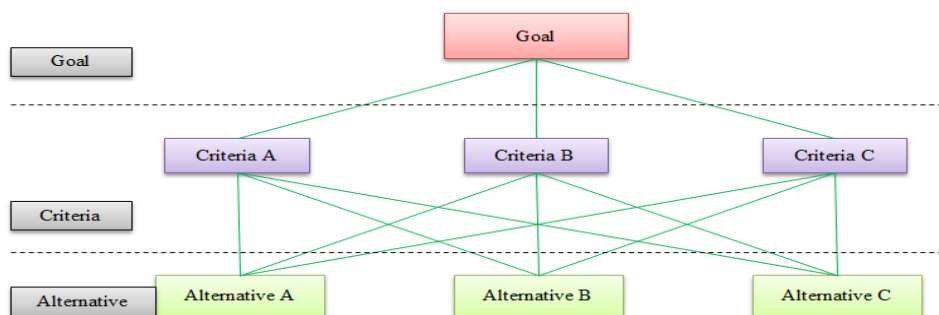 Goal
Goal
Criteria A
Criteria B
Criteria C
Criteria
Alternative
Alternative A
Alternative B
Alternative C